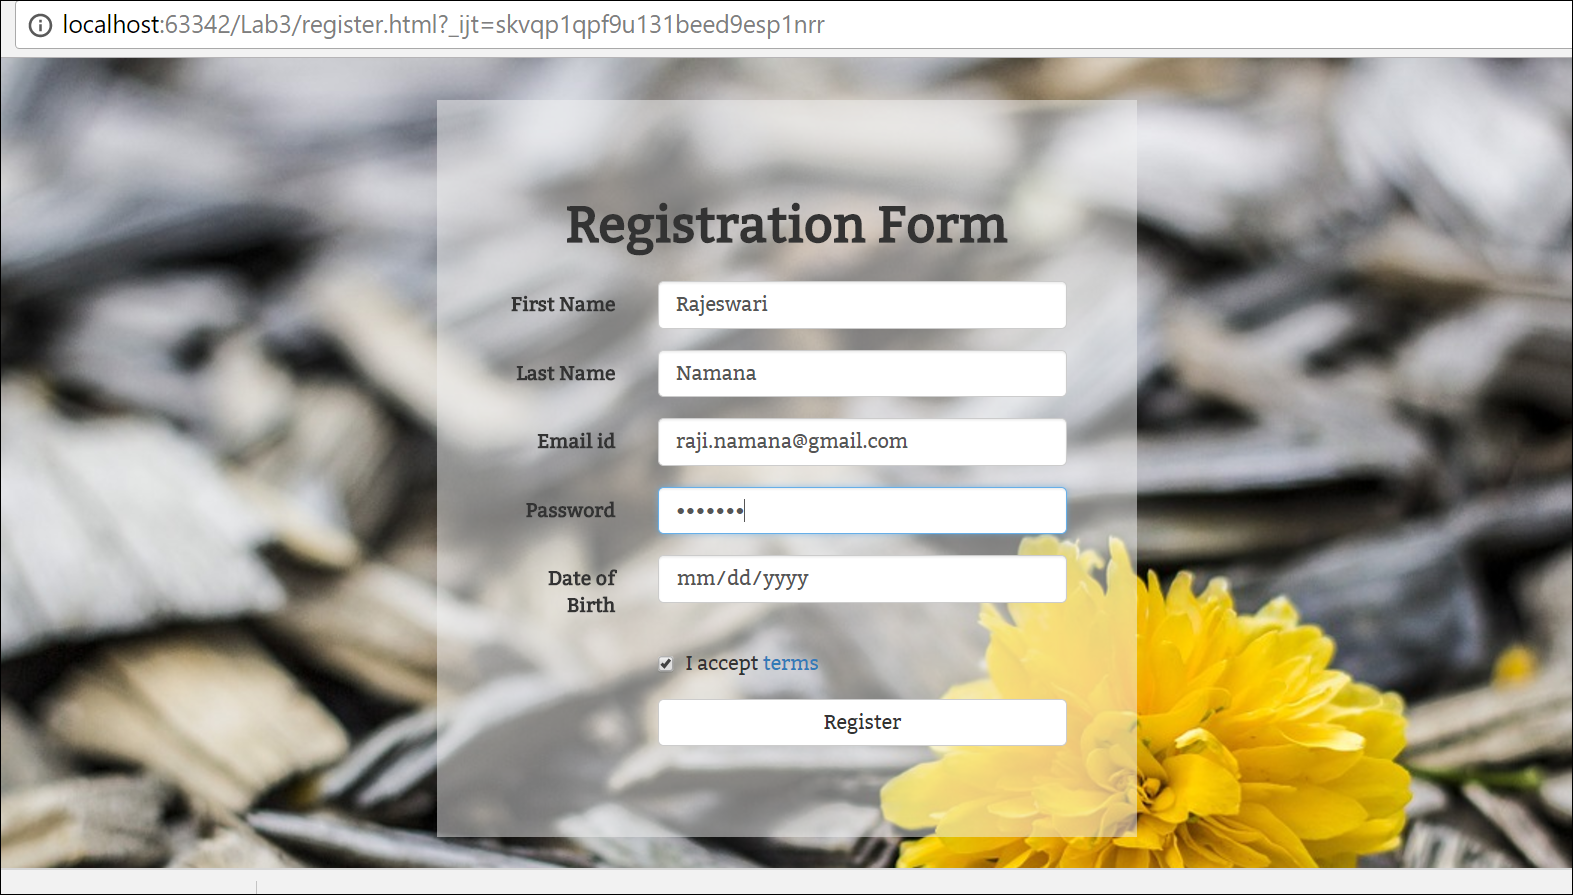 localhost:63342/Lab3/register.html?_ijt=skvqp1qpf9u131beed9esp1nrr
Registration Form
First Name Rajeswari
Last Name Namana
Email id raji.namana@gmail.com
Password •••••••
Date of Birth mm/dd/yyyy
I accept terms
Register